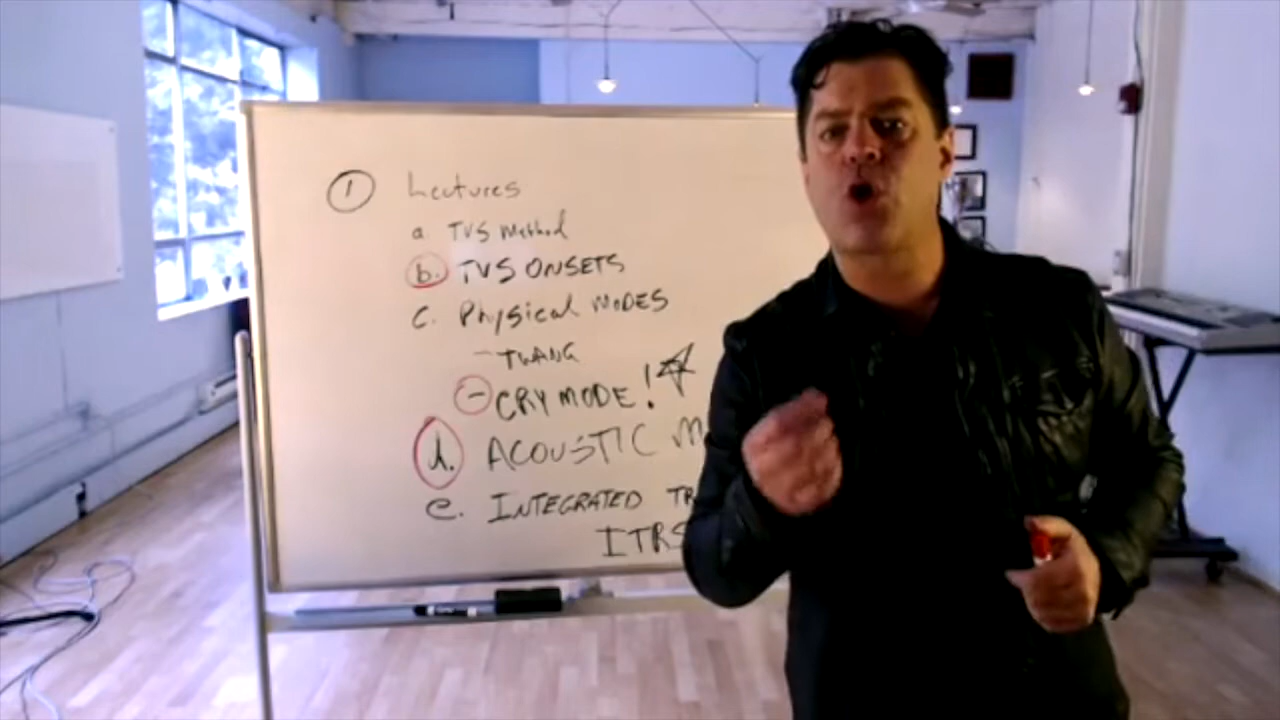 1 Lectures
a TVS Method
b. TVS ONSETS
C. Physical MODES
- TWANG
- CRY MODE!
d. ACOUSTIC
e. INTEGRATED
ITRS